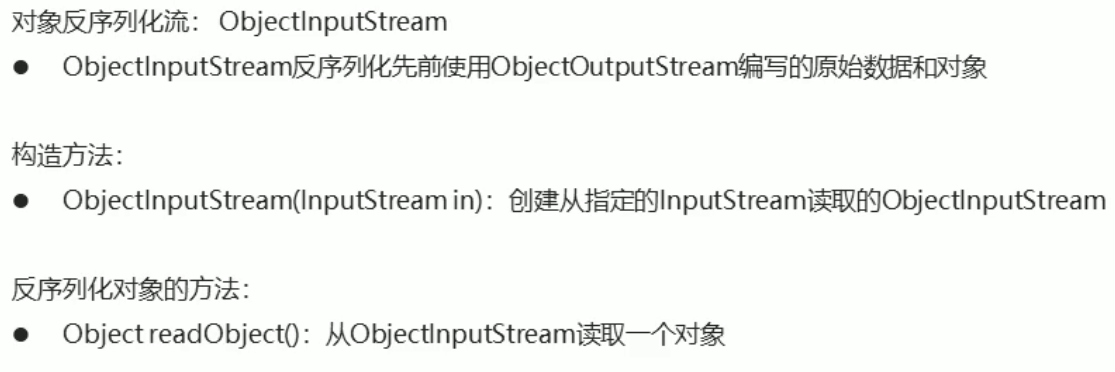 对象反序列化流： ObjectInputStream
● ObjectInputStream反序列化先前使用ObjectOutputStream编写的原始数据和对象
构造方法：
● ObjectInputStream(InputStream in)：创建从指定的InputStream读取的ObjectInputStream
反序列化对象的方法：
● Object readObject()：从ObjectInputStream读取一个对象